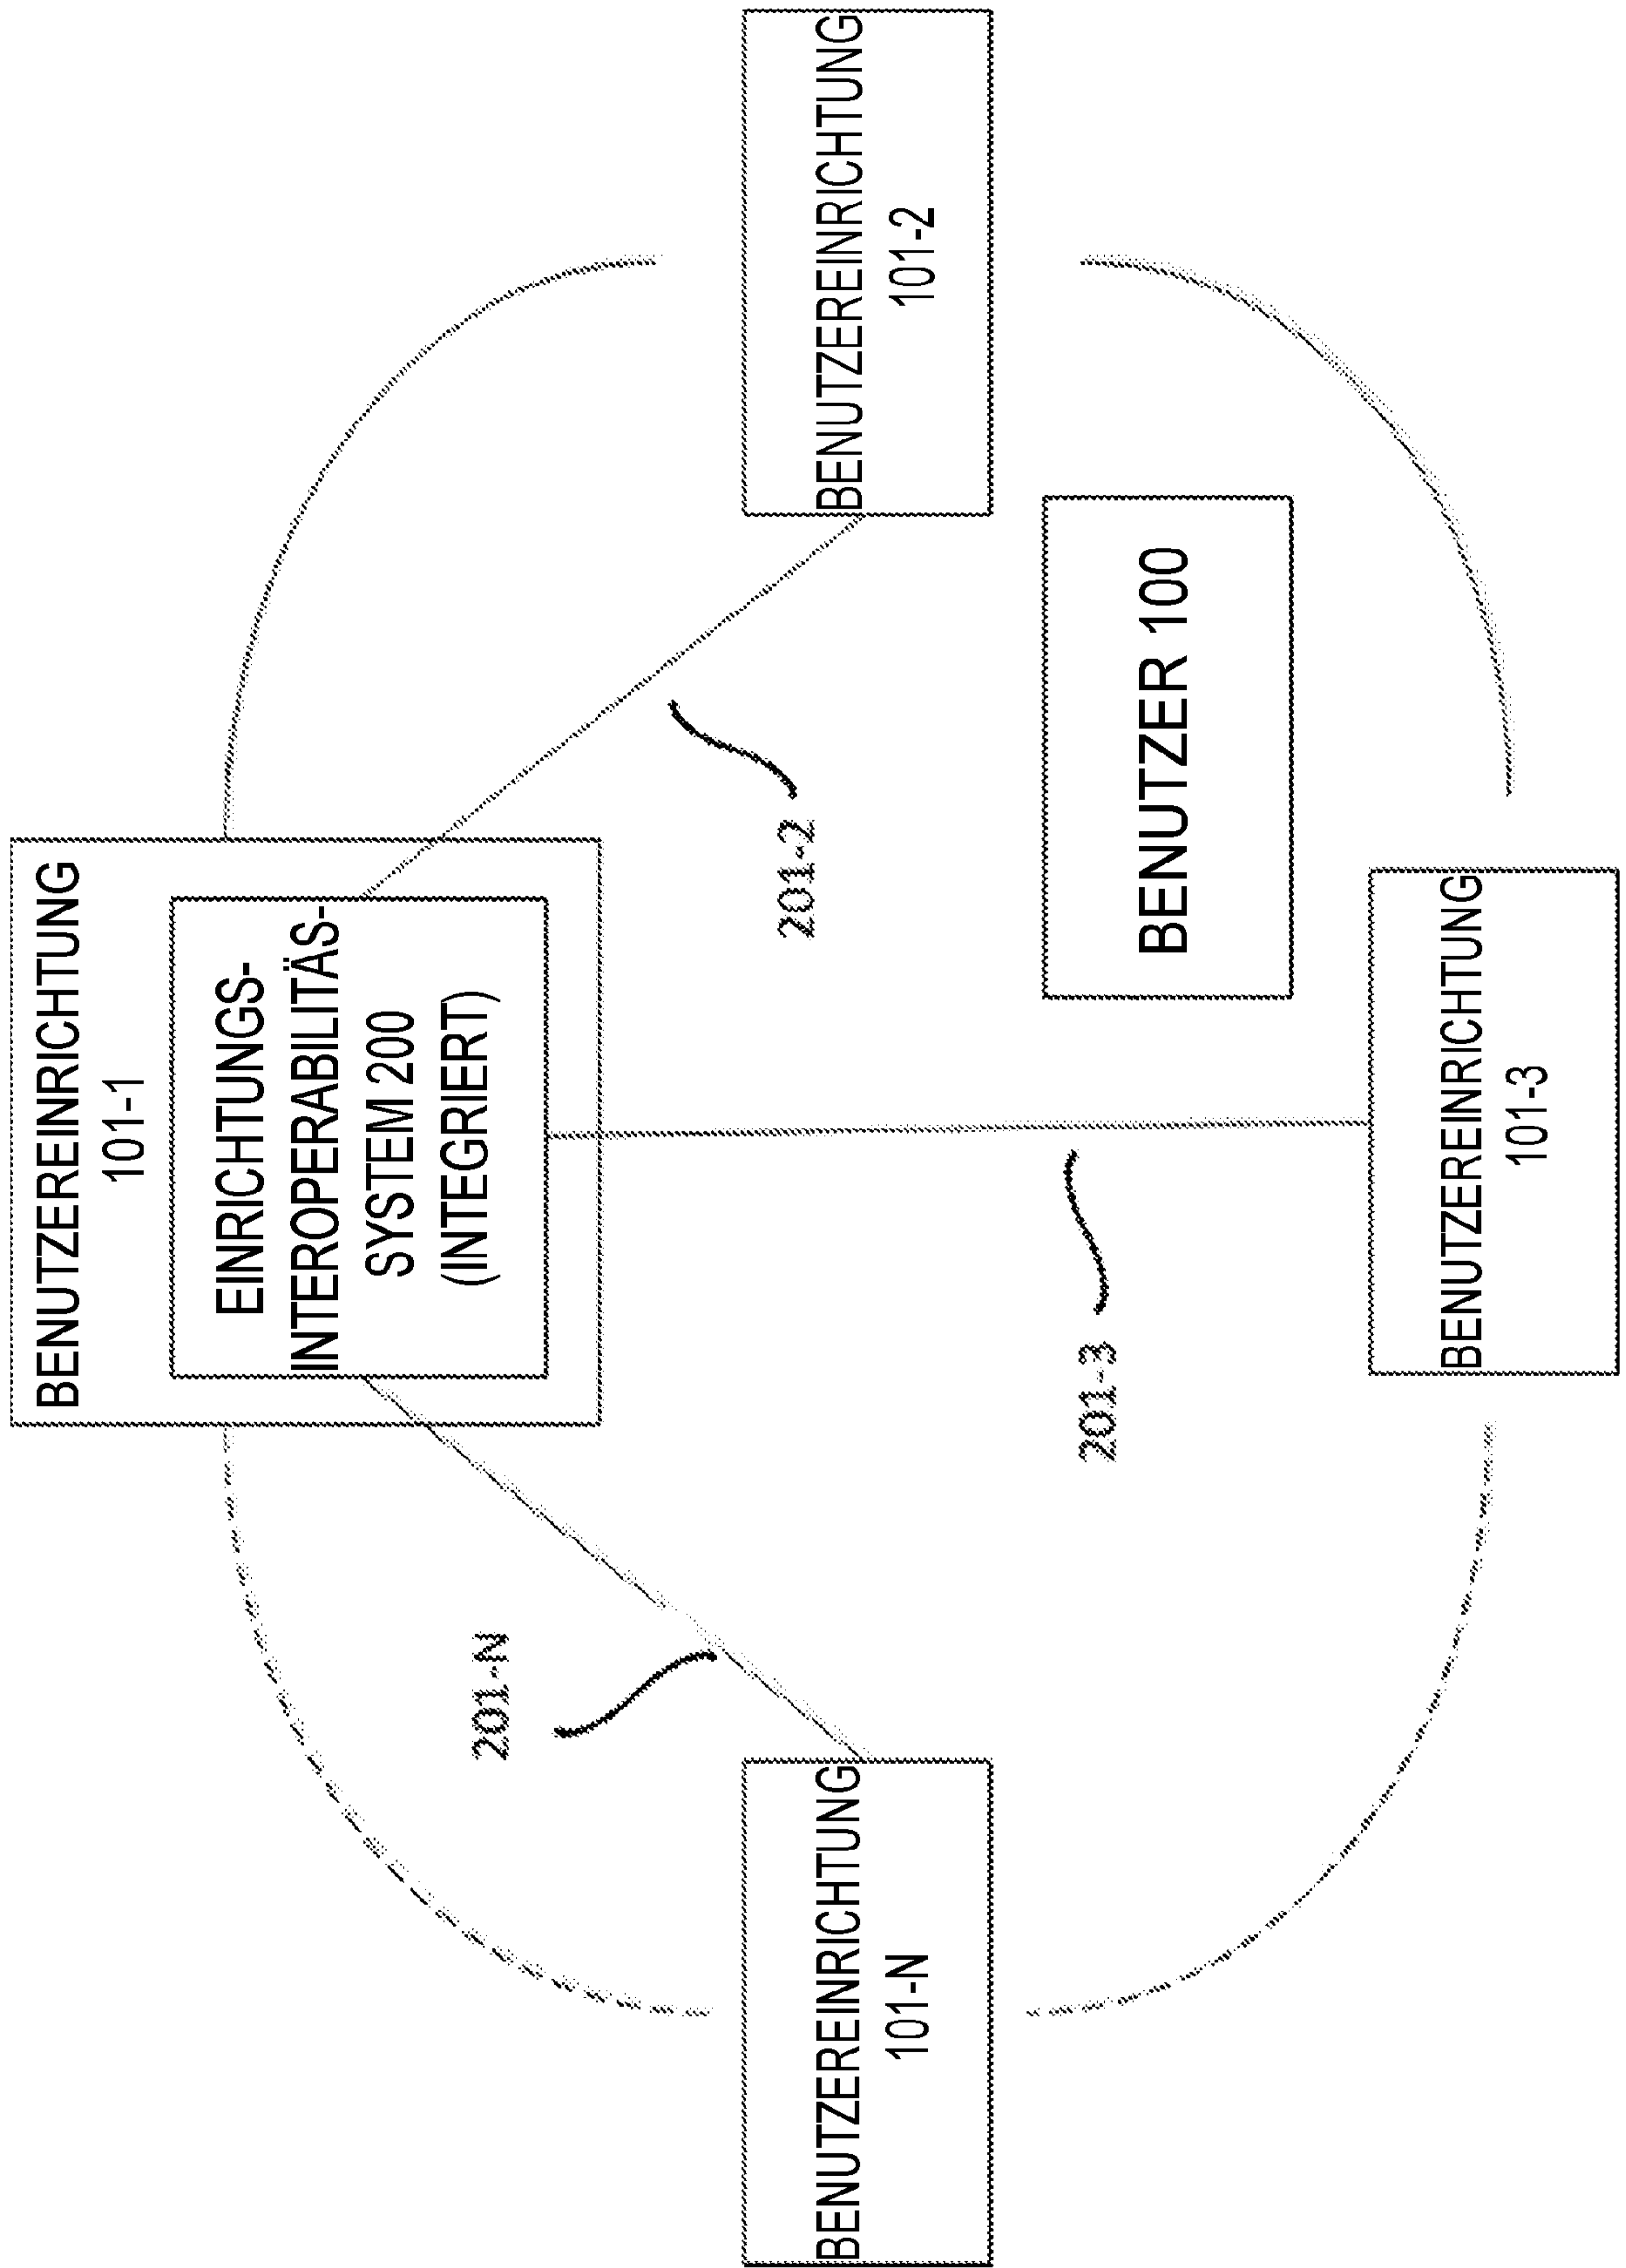 BENUTZEREINRICHTUNG
101-1
EINRICHTUNGS-
INTEROPERABILITÄS-
SYSTEM 200
(INTEGRIERT)
201-N
201-2
BENUTZEREINRICHTUNG
101-N
BENUTZEREINRICHTUNG
101-2
201-3
BENUTZER 100
BENUTZEREINRICHTUNG
101-3